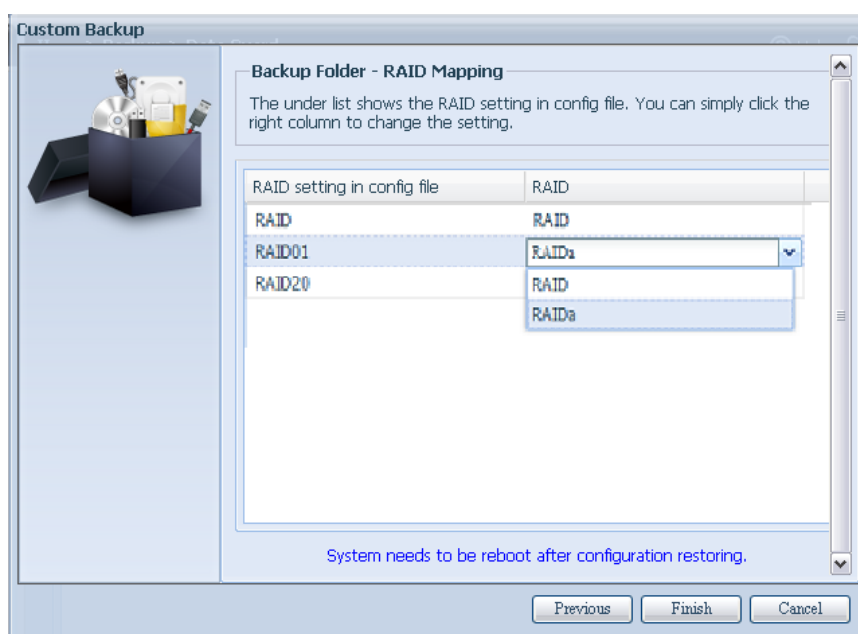 Custom Backup
Backup Folder - RAID Mapping
The under list shows the RAID setting in config file. You can simply click the
right column to change the setting.
RAID setting in config file RAID
RAID RAID
RAID01 RAIDa
RAID20 RAID
RAIDa
System needs to be reboot after configuration restoring.
Previous Finish Cancel